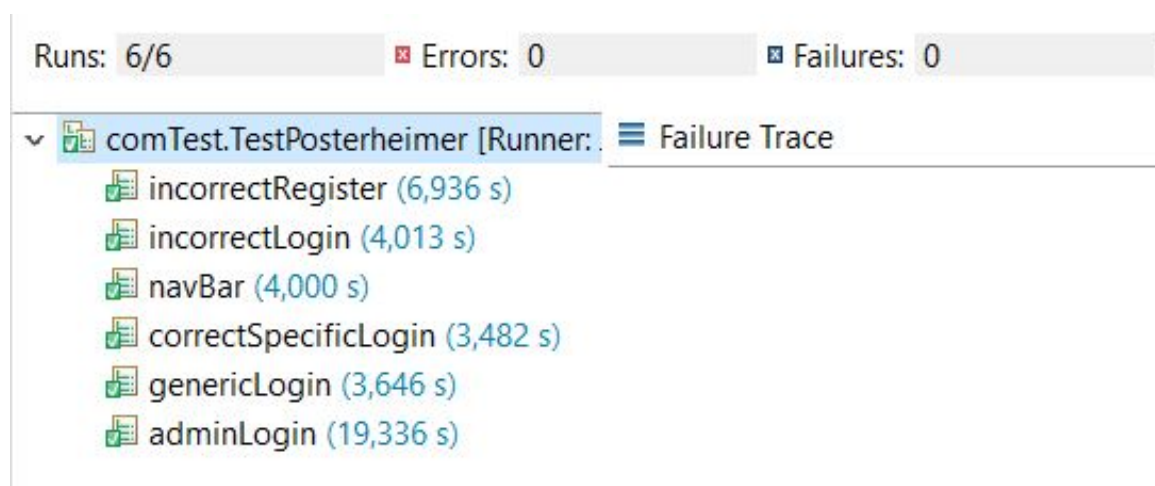 Runs: 6/6 Errors: 0 Failures: 0
comTest.TestPosterheimer [Runner: Failure Trace
incorrectRegister (6,936 s)
incorrectLogin (4,013 s)
navBar (4,000 s)
correctSpecificLogin (3,482 s)
genericLogin (3,646 s)
adminLogin (19,336 s)